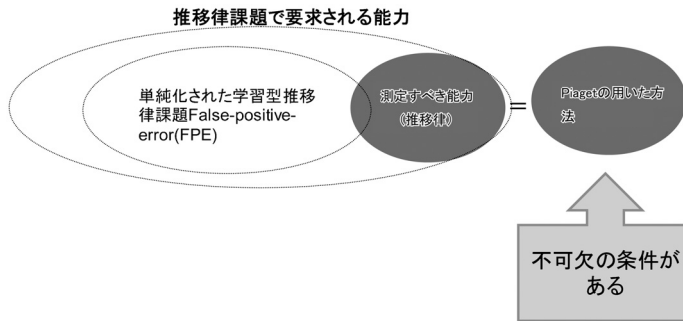 推移律課題で要求される能力
単純化された学習型推移
律課題False-positive-
error(FPE)
測定すべき能力
(推移律)
=
Piagetの用いた方
法
不可欠の条件が
ある